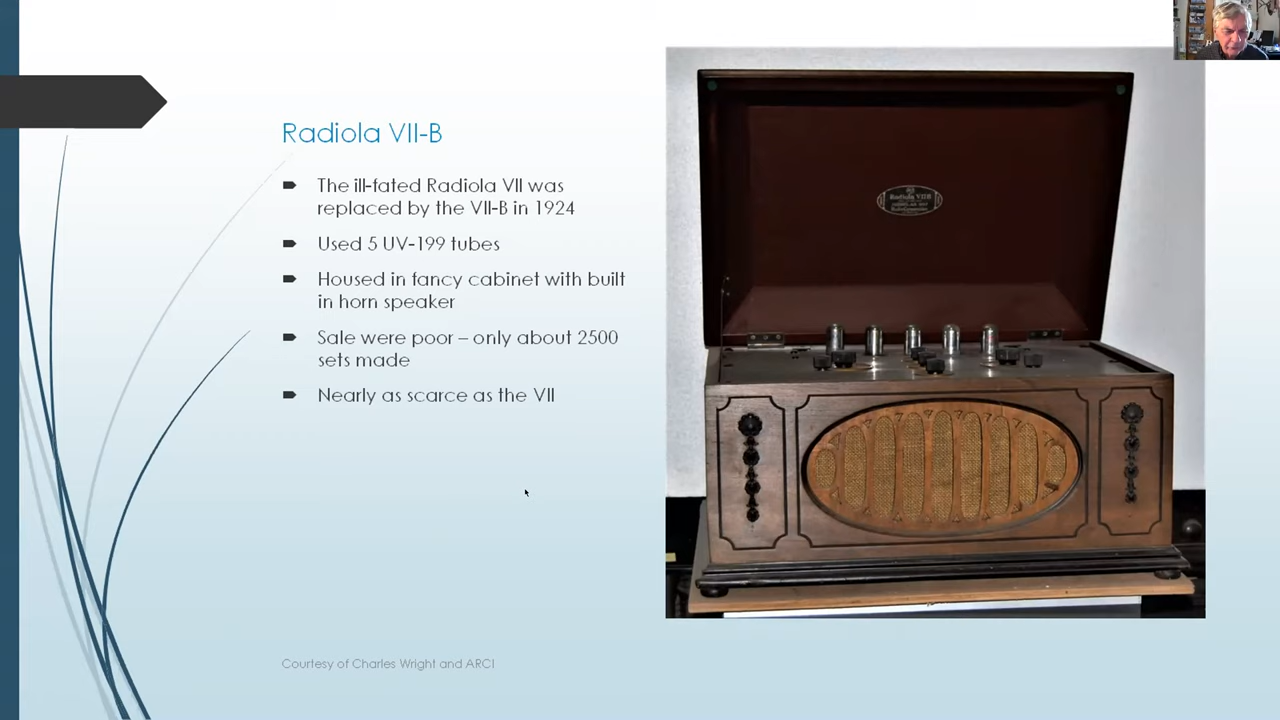 Radiola VII-B
The ill-fated Radiola VII was
replaced by the VII-B in 1924
Used 5 UV-199 tubes
Housed in fancy cabinet with built
in horn speaker
Sale were poor – only about 2500
sets made
Nearly as scarce as the VII
Courtesy of Charles Wright and ARCI
Radiola VIIB